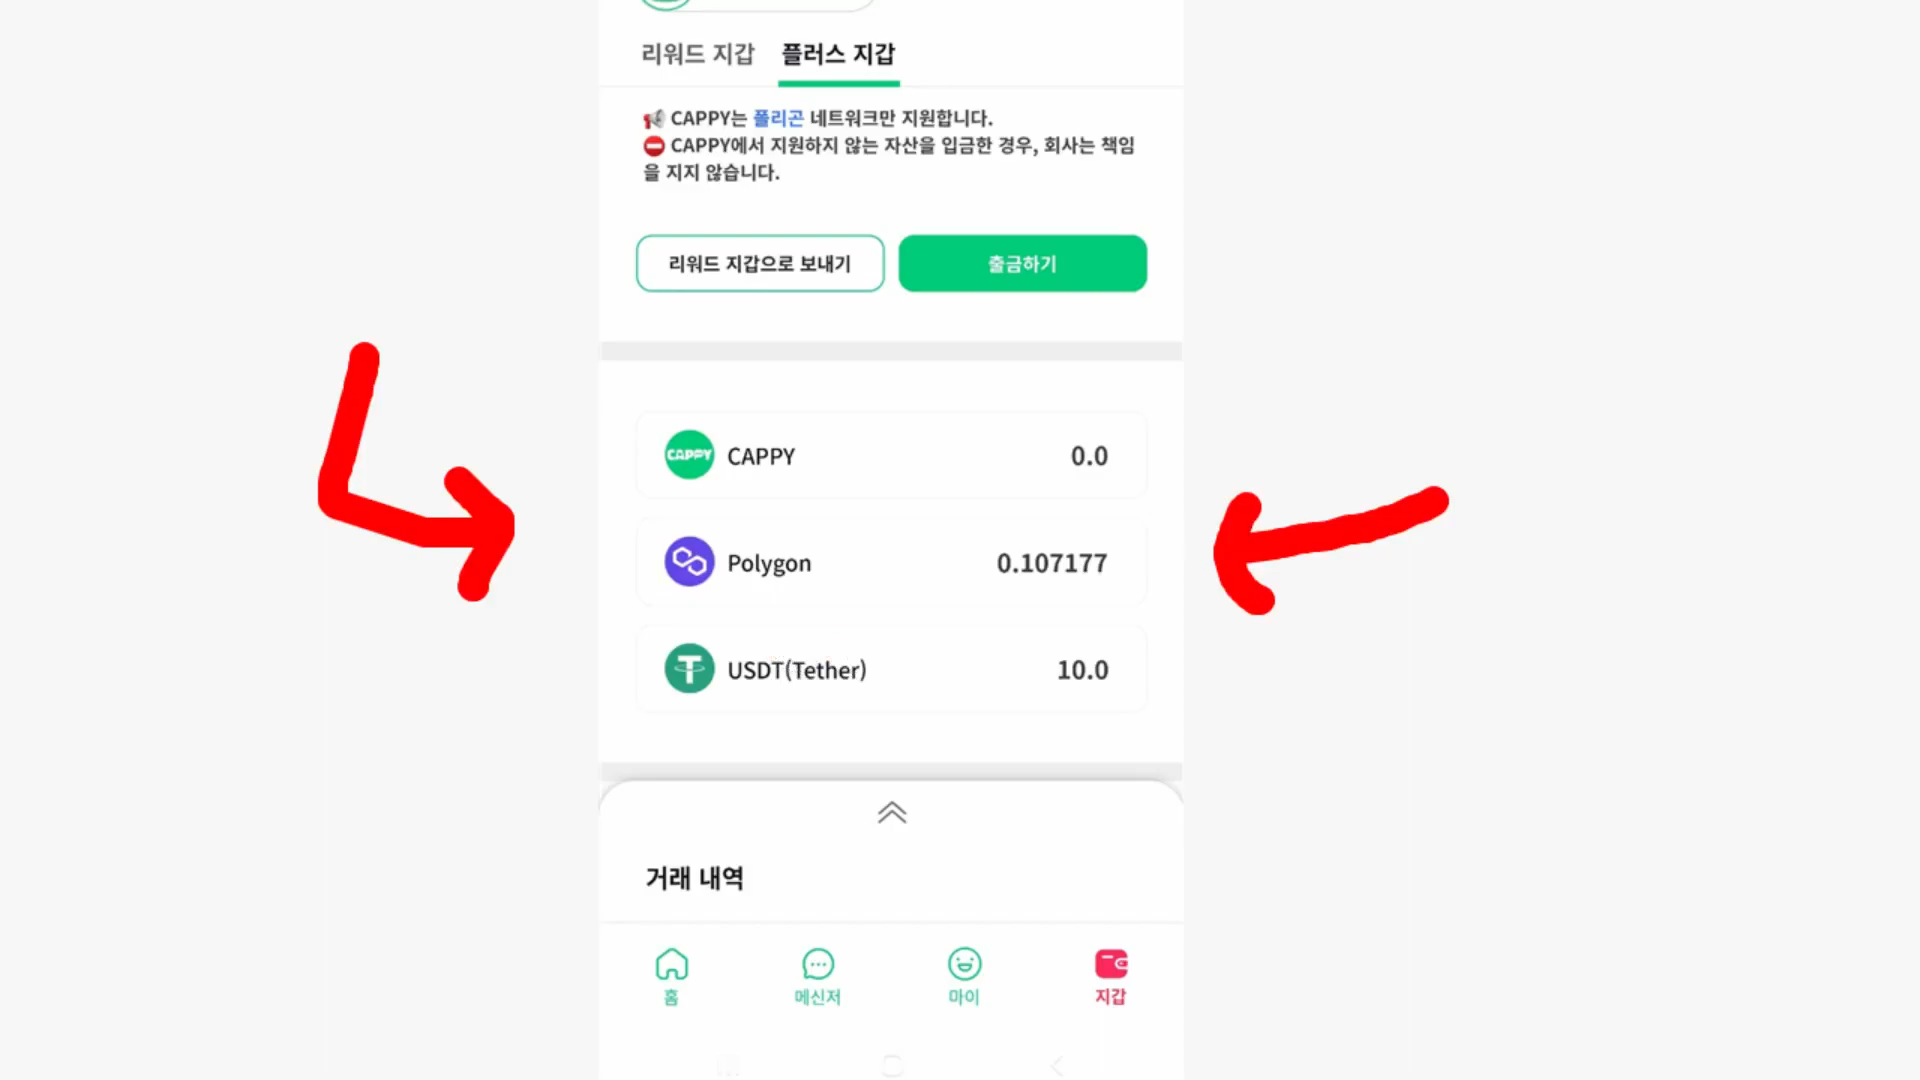 리워드 지갑 플러스 지갑
CAPPY는 폴리곤 네트워크만 지원합니다.
CAPPY에서 지원하지 않는 자산을 입금한 경우, 회사는 책임
을 지지 않습니다.
리워드 지갑으로 보내기 출금하기
CAPPY CAPPY 0.0
Polygon 0.107177
USDT(Tether) 10.0
거래 내역
홈 메신저 마이 지갑